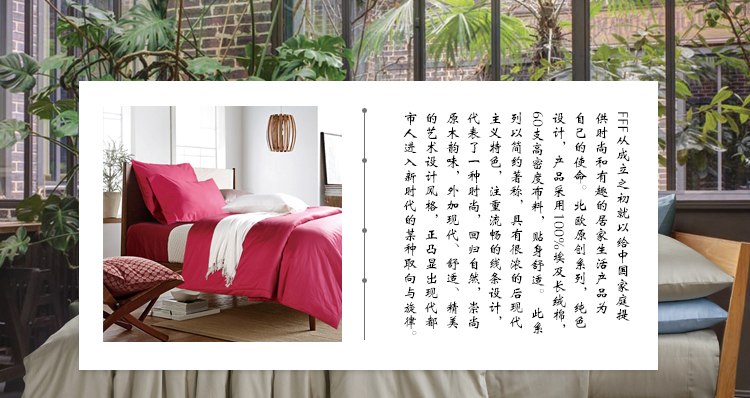 FFF从成立之初就以给中国家庭提
供时尚和有趣的居家生活产品为
自己的使命。此欧原创系列，纯色
设计，产品采用100%埃及长绒棉，
60支高密度布料，贴身舒适。此系
列以简约著称，具有很浓的后现代
主义特色，注重流畅的线条设计，
代表了一种时尚，回归自然，崇尚
原木韵味，外加现代、舒适、精美
的艺术设计风格，正凸显出现代都
市人进入新时代的某种取向与旋律。